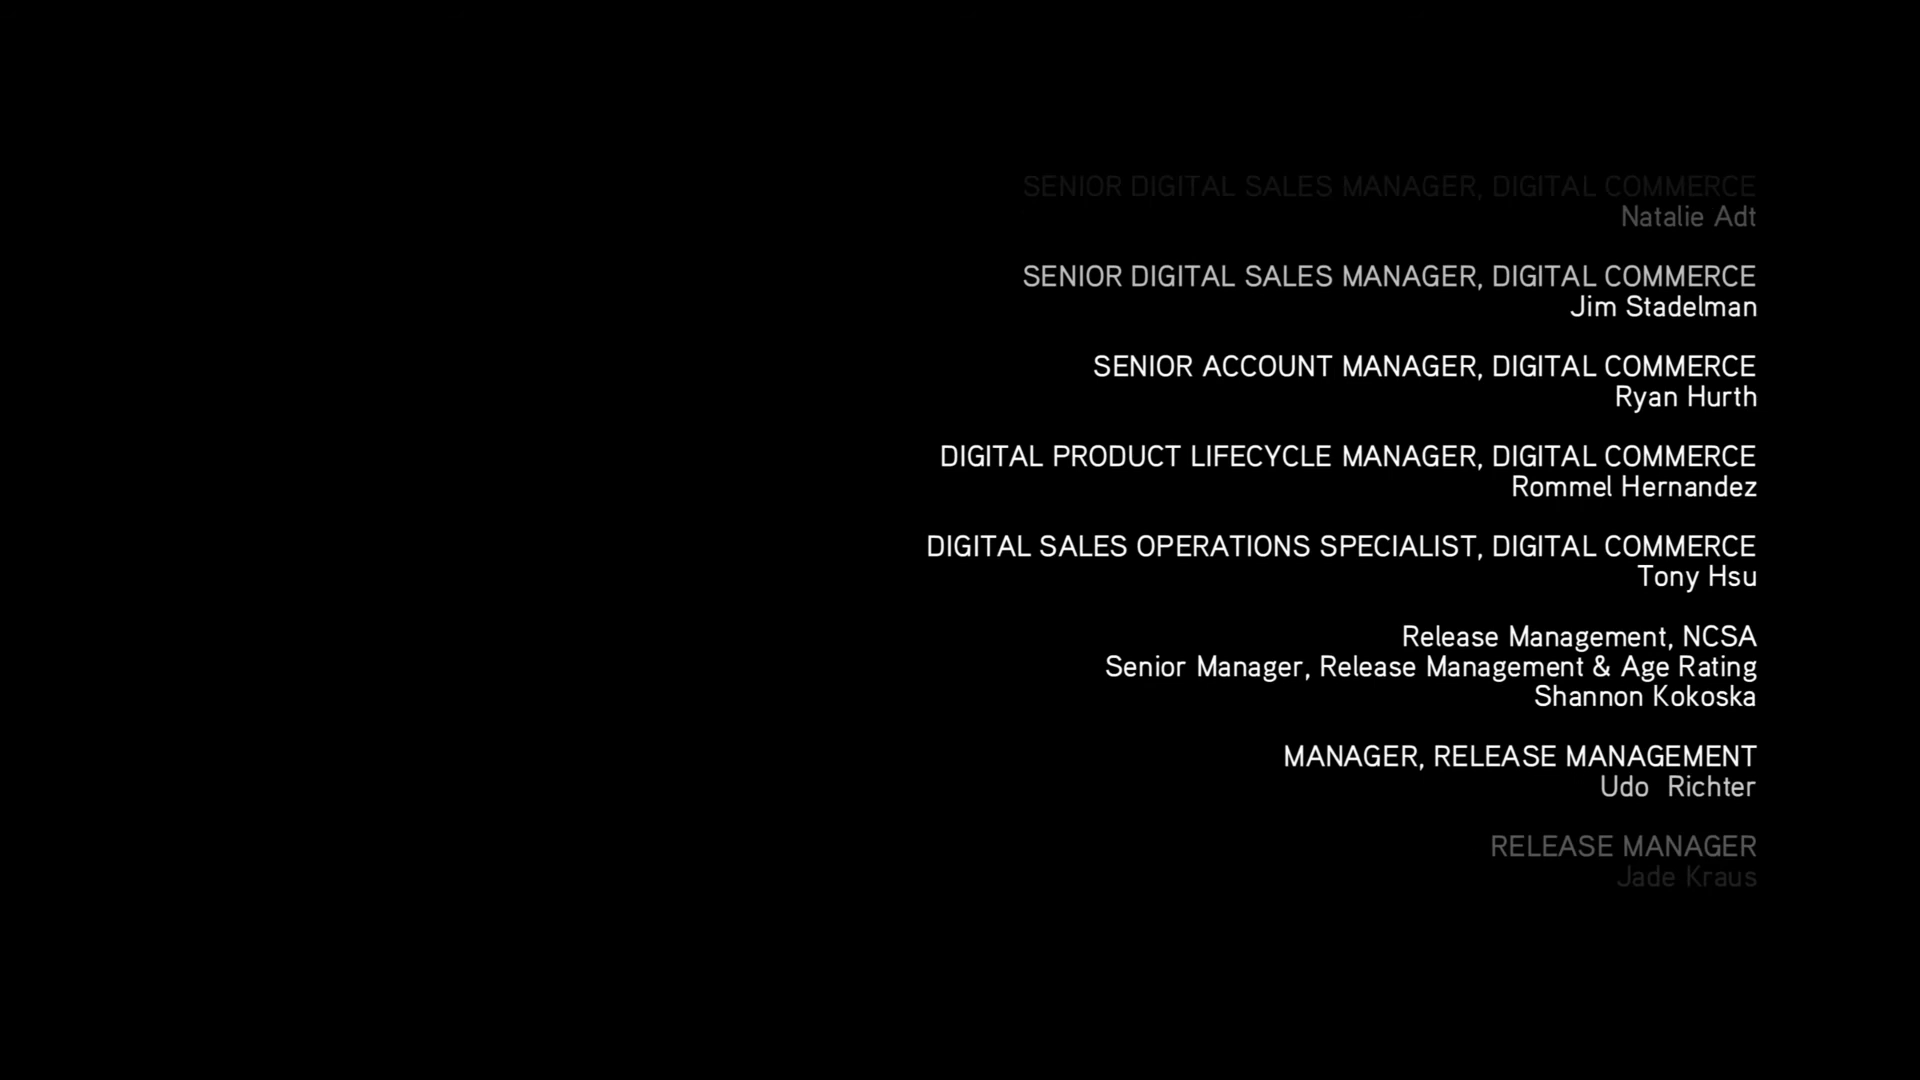 SENIOR DIGITAL SALES MANAGER, DIGITAL COMMERCE
Natalie Adt
SENIOR DIGITAL SALES MANAGER, DIGITAL COMMERCE
Jim Stadelman
SENIOR ACCOUNT MANAGER, DIGITAL COMMERCE
Ryan Hurth
DIGITAL PRODUCT LIFECYCLE MANAGER, DIGITAL COMMERCE
Rommel Hernandez
DIGITAL SALES OPERATIONS SPECIALIST, DIGITAL COMMERCE
Tony Hsu
Release Management, NCSA
Senior Manager, Release Management & Age Rating
Shannon Kokoska
MANAGER, RELEASE MANAGEMENT
Udo  Richter
RELEASE MANAGER
Jade Kraus